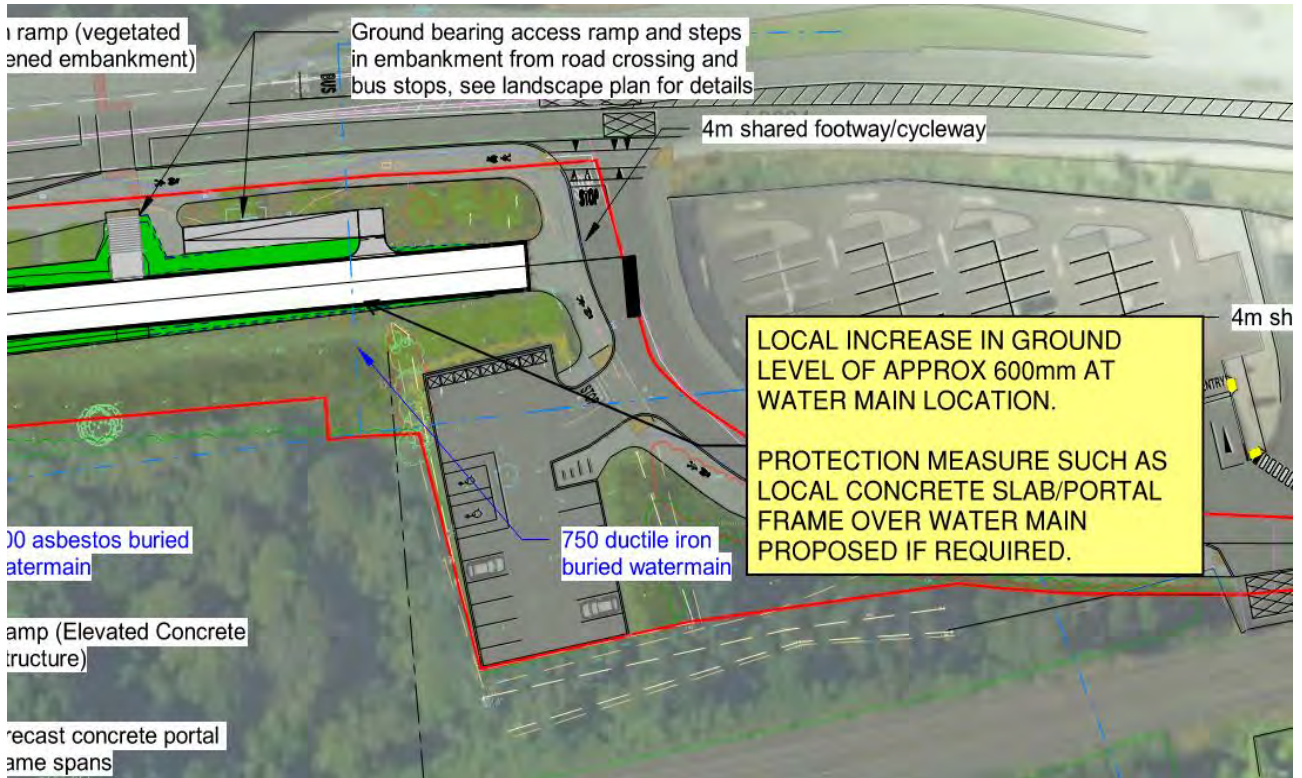 n ramp (vegetated
ened embankment)
Ground bearing access ramp and steps
in embankment from road crossing and
bus stops, see landscape plan for details
BUS
4m shared footway/cycleway
STOP
4m sh
LOCAL INCREASE IN GROUND
LEVEL OF APPROX 600mm AT
WATER MAIN LOCATION.
PROTECTION MEASURE SUCH AS
LOCAL CONCRETE SLAB/PORTAL
FRAME OVER WATER MAIN
PROPOSED IF REQUIRED.
ENTRY
STOP
00 asbestos buried
atermain
750 ductile iron
buried watermain
amp (Elevated Concrete
tructure)
recast concrete portal
ame spans